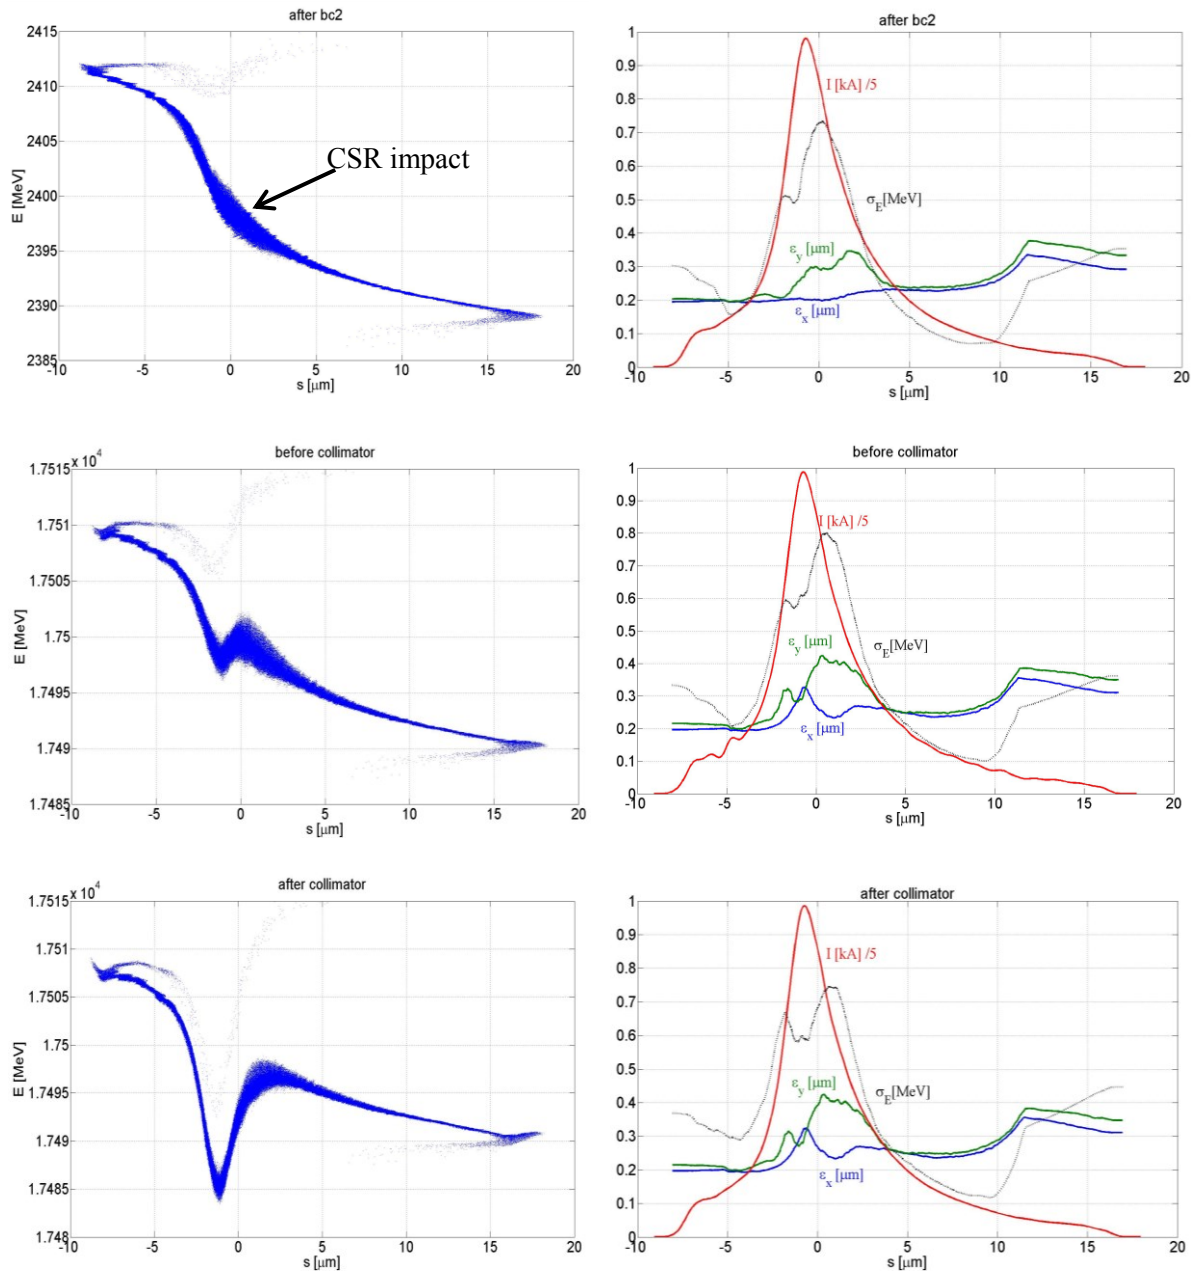 after bc2
2415
2410
2405
2400
2395
2390
2385
E [MeV]
CSR impact
-10 -5 0 5 10 15 20
s [μm]
after bc2
1
0.9
0.8
0.7
0.6
0.5
0.4
0.3
0.2
0.1
0
I [kA] /5
σ_E[MeV]
ε_y [μm]
ε_x [μm]
-10 -5 0 5 10 15 20
s [μm]
before collimator
x 10^4
1.7515
1.751
1.7505
1.75
1.7495
1.749
1.7485
E [MeV]
-10 -5 0 5 10 15 20
s [μm]
before collimator
1
0.9
0.8
0.7
0.6
0.5
0.4
0.3
0.2
0.1
0
I [kA] /5
ε_y [μm]
σ_E[MeV]
ε_x [μm]
-10 -5 0 5 10 15 20
s [μm]
after collimator
x 10^4
1.7515
1.751
1.7505
1.75
1.7495
1.749
1.7485
1.748
E [MeV]
-10 -5 0 5 10 15 20
s [μm]
after collimator
1
0.9
0.8
0.7
0.6
0.5
0.4
0.3
0.2
0.1
0
I [kA] /5
ε_y [μm]
σ_E[MeV]
ε_x [μm]
-10 -5 0 5 10 15 20
s [μm]